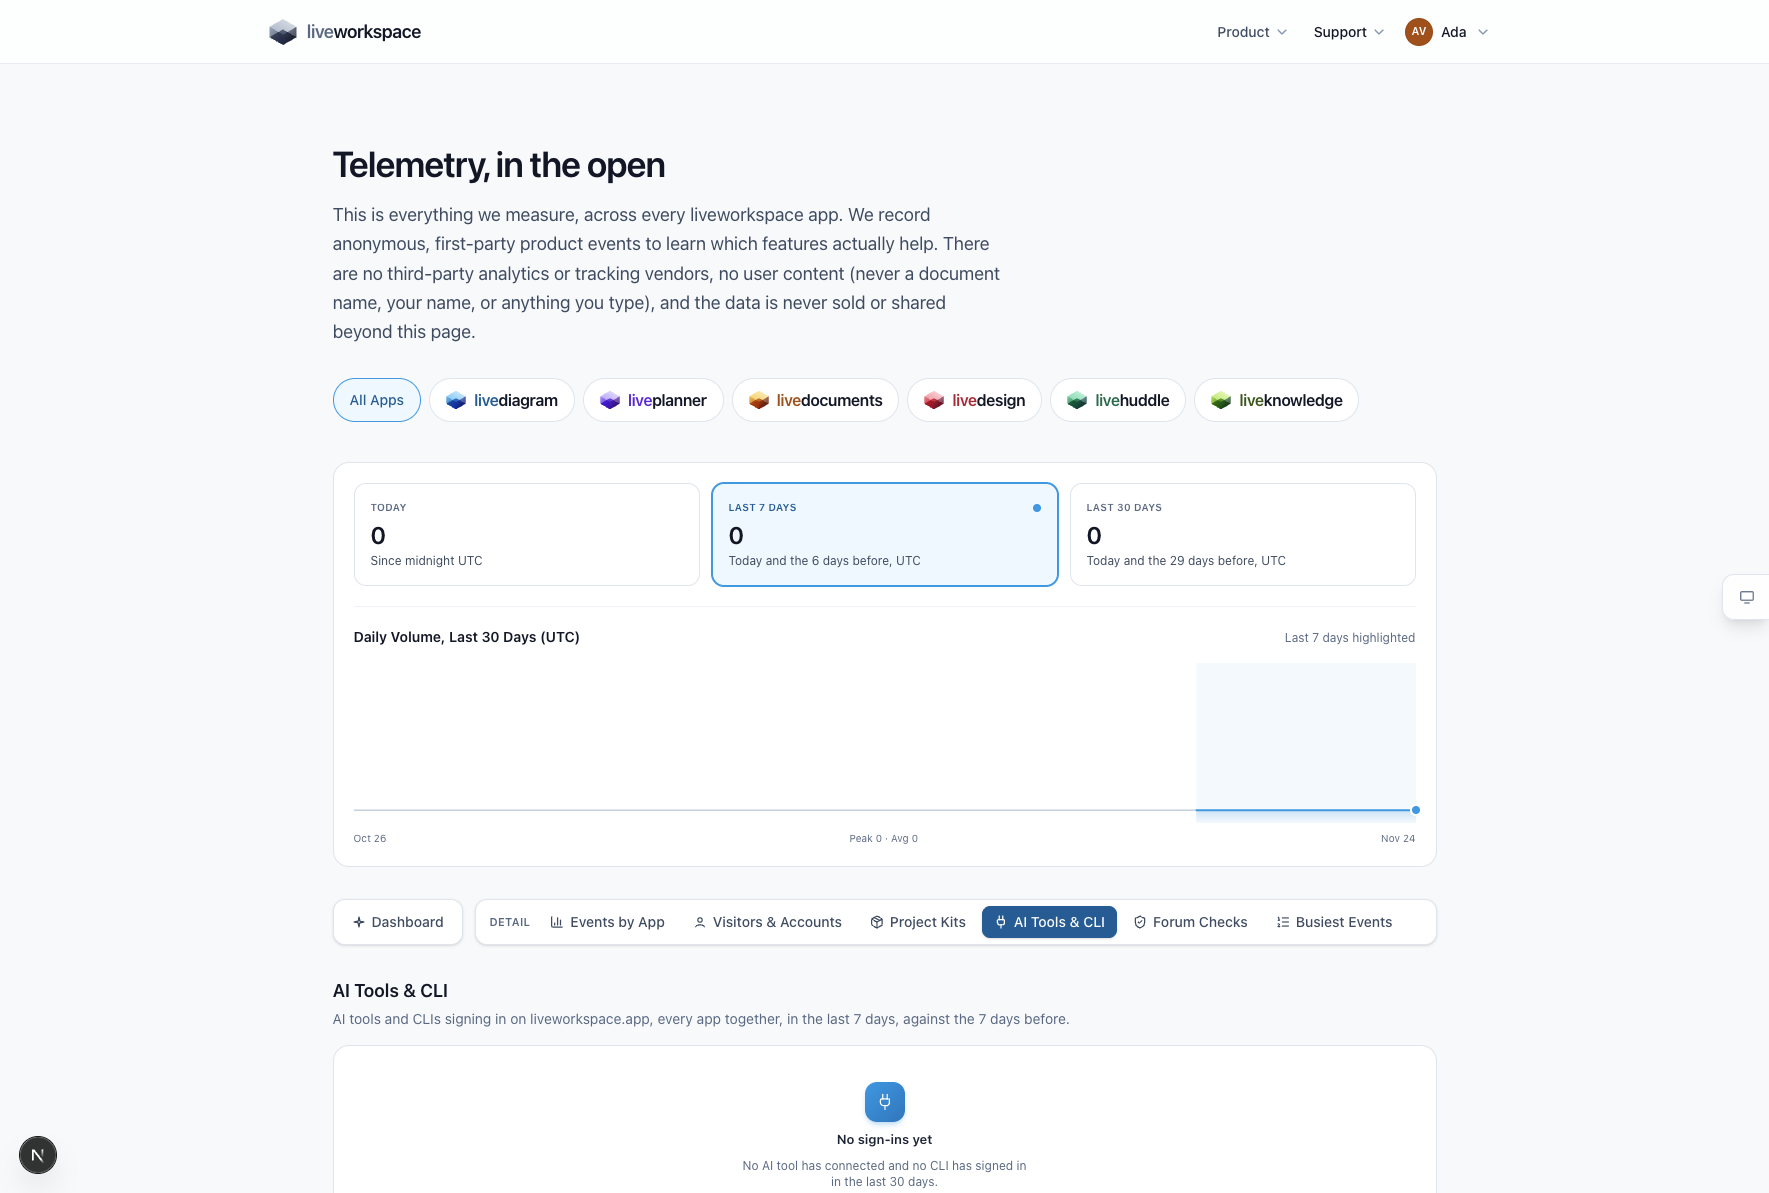 liveworkspace
Product
Support
AV
Ada
Telemetry, in the open
This is everything we measure, across every liveworkspace app. We record
anonymous, first-party product events to learn which features actually help. There
are no third-party analytics or tracking vendors, no user content (never a document
name, your name, or anything you type), and the data is never sold or shared
beyond this page.
All Apps
livediagram
liveplanner
livedocuments
livedesign
livehuddle
liveknowledge
TODAY
0
Since midnight UTC
LAST 7 DAYS
0
Today and the 6 days before, UTC
LAST 30 DAYS
0
Today and the 29 days before, UTC
Daily Volume, Last 30 Days (UTC)
Last 7 days highlighted
Oct 26
Peak 0 · Avg 0
Nov 24
Dashboard
DETAIL
Events by App
Visitors & Accounts
Project Kits
AI Tools & CLI
Forum Checks
Busiest Events
AI Tools & CLI
AI tools and CLIs signing in on liveworkspace.app, every app together, in the last 7 days, against the 7 days before.
No sign-ins yet
No AI tool has connected and no CLI has signed in
in the last 30 days.
N